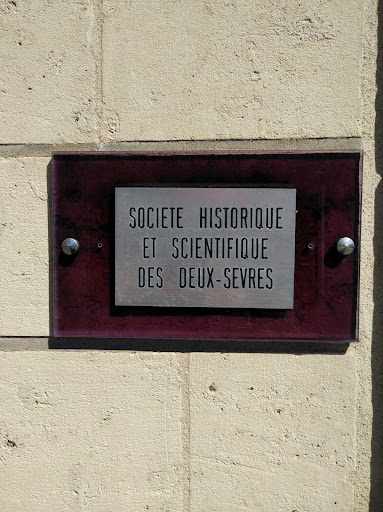 SOCIETE HISTORIQUE
ET SCIENTIFIQUE
DES DEUX-SEVRES